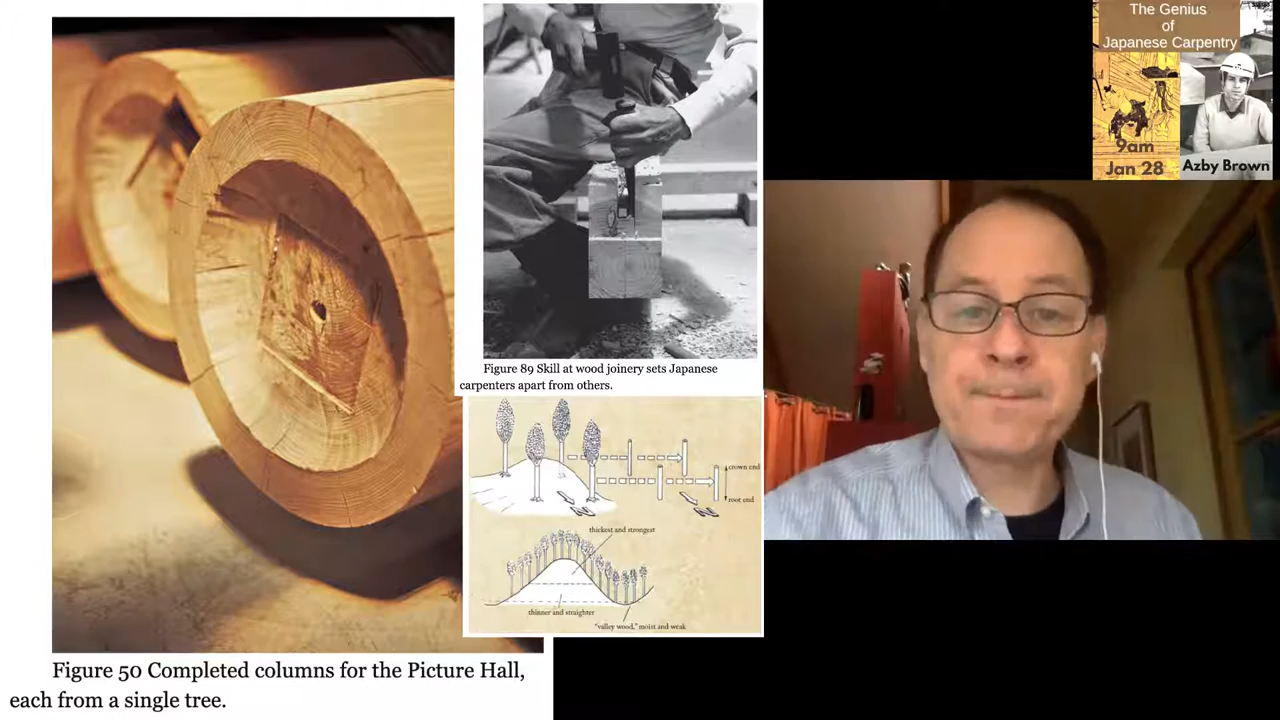 The Genius
of
Japanese Carpentry
9am
Jan 28
Azby Brown
Figure 89 Skill at wood joinery sets Japanese
carpenters apart from others.
crown end
root end
N
N
thickest and strongest
thinner and straighter
"valley wood," moist and weak
Figure 50 Completed columns for the Picture Hall,
each from a single tree.